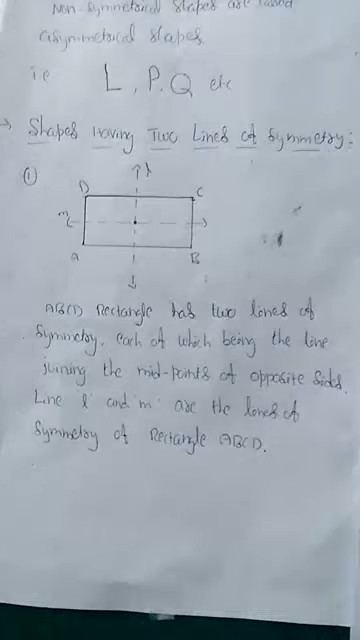 Non-symmetrical shapes are called
asymmetrical shapes
i.e L, P, Q etc
→ Shapes Having Two Lines of Symmetry:
①
l
D C
m
A B
ABCD Rectangle has two lines of
Symmetry, each of which being the line
joining the mid-points of opposite sides.
Line 'l' and 'm' are the lines of
Symmetry of Rectangle ABCD.